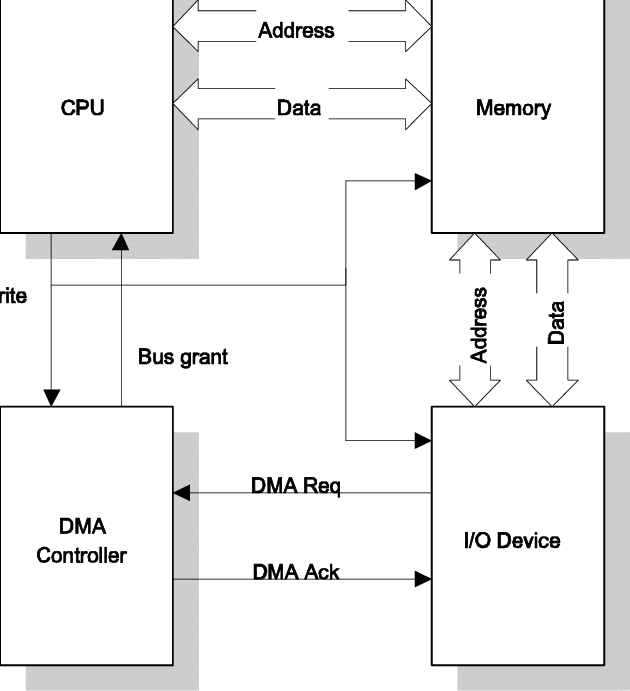 Address
CPU
Data
Memory
rite
Address
Data
Bus grant
DMA Req
DMA
Controller
I/O Device
DMA Ack